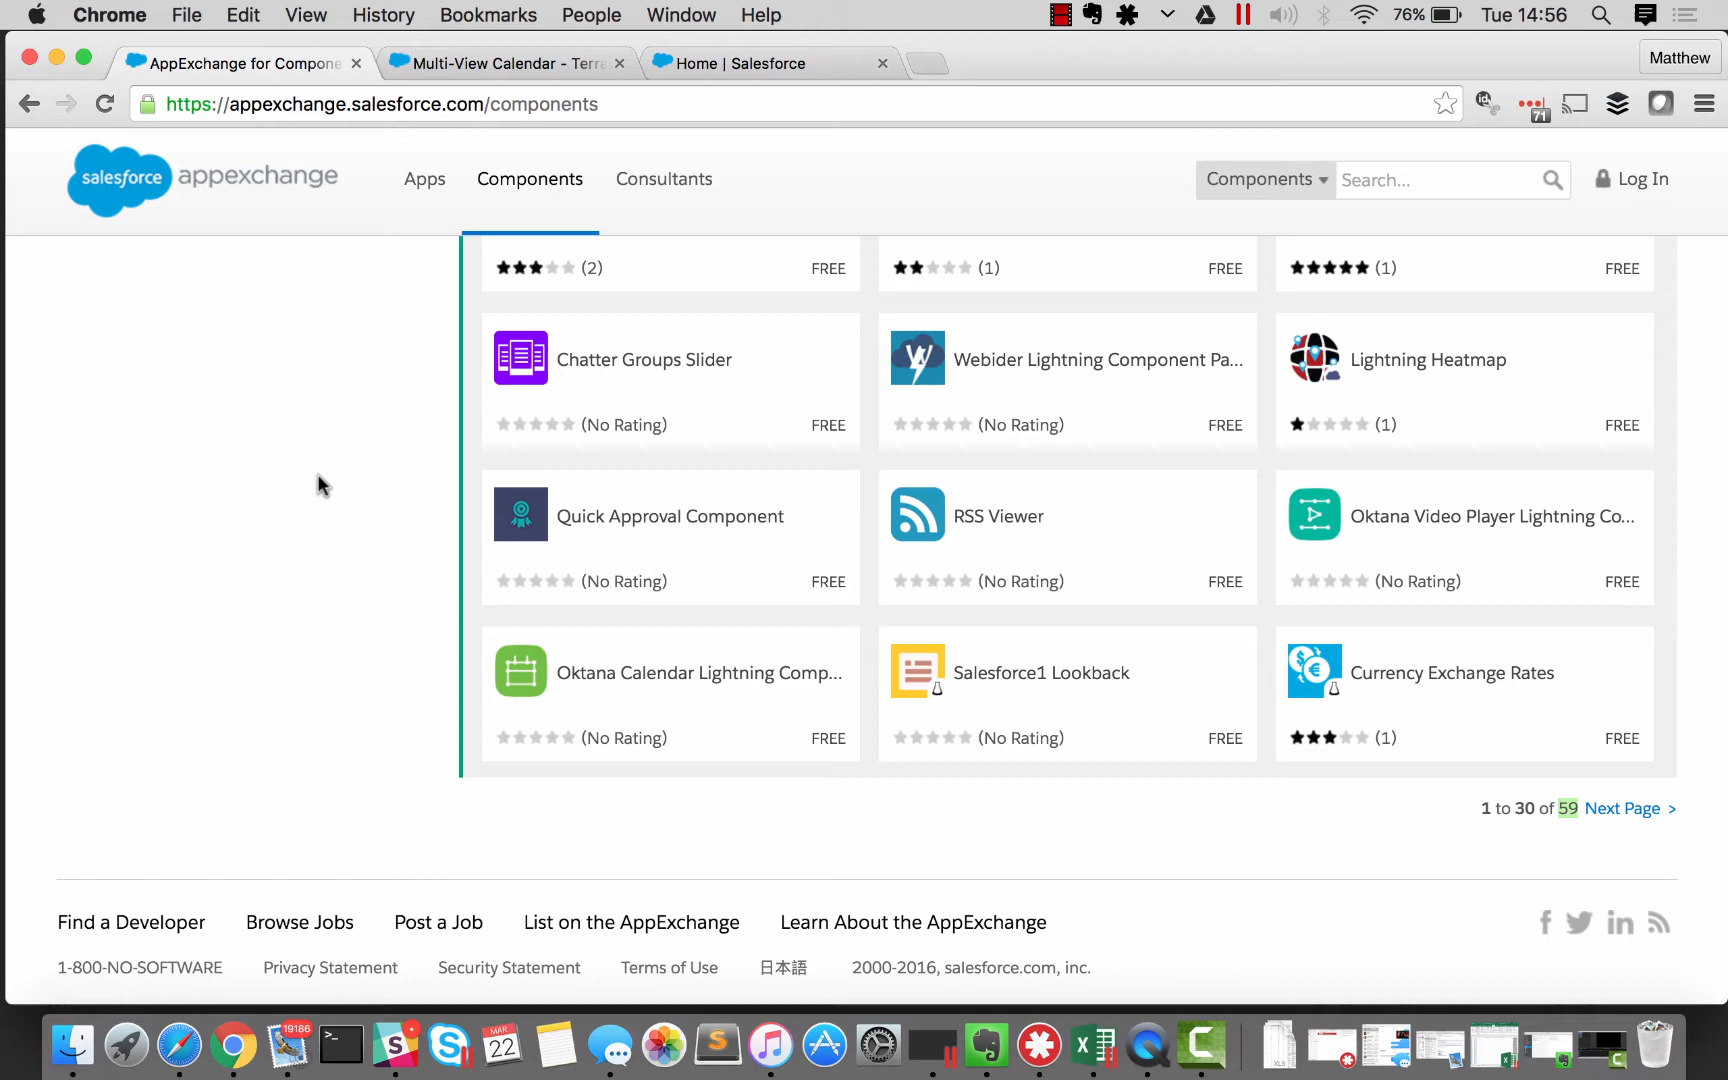 Chrome File Edit View History Bookmarks People Window Help 76% Tue 14:56
AppExchange for Compone Multi-View Calendar - Terra Home | Salesforce Matthew
https://appexchange.salesforce.com/components
71
salesforce appexchange Apps Components Consultants Components Search... Log In
(2) FREE (1) FREE (1) FREE
Chatter Groups Slider Webider Lightning Component Pa... Lightning Heatmap
(No Rating) FREE (No Rating) FREE (1) FREE
Quick Approval Component RSS Viewer Oktana Video Player Lightning Co...
(No Rating) FREE (No Rating) FREE (No Rating) FREE
Oktana Calendar Lightning Comp... Salesforce1 Lookback Currency Exchange Rates
(No Rating) FREE (No Rating) FREE (1) FREE
1 to 30 of 59 Next Page >
Find a Developer Browse Jobs Post a Job List on the AppExchange Learn About the AppExchange
1-800-NO-SOFTWARE Privacy Statement Security Statement Terms of Use 日本語 2000-2016, salesforce.com, inc.
19186
MAR
22